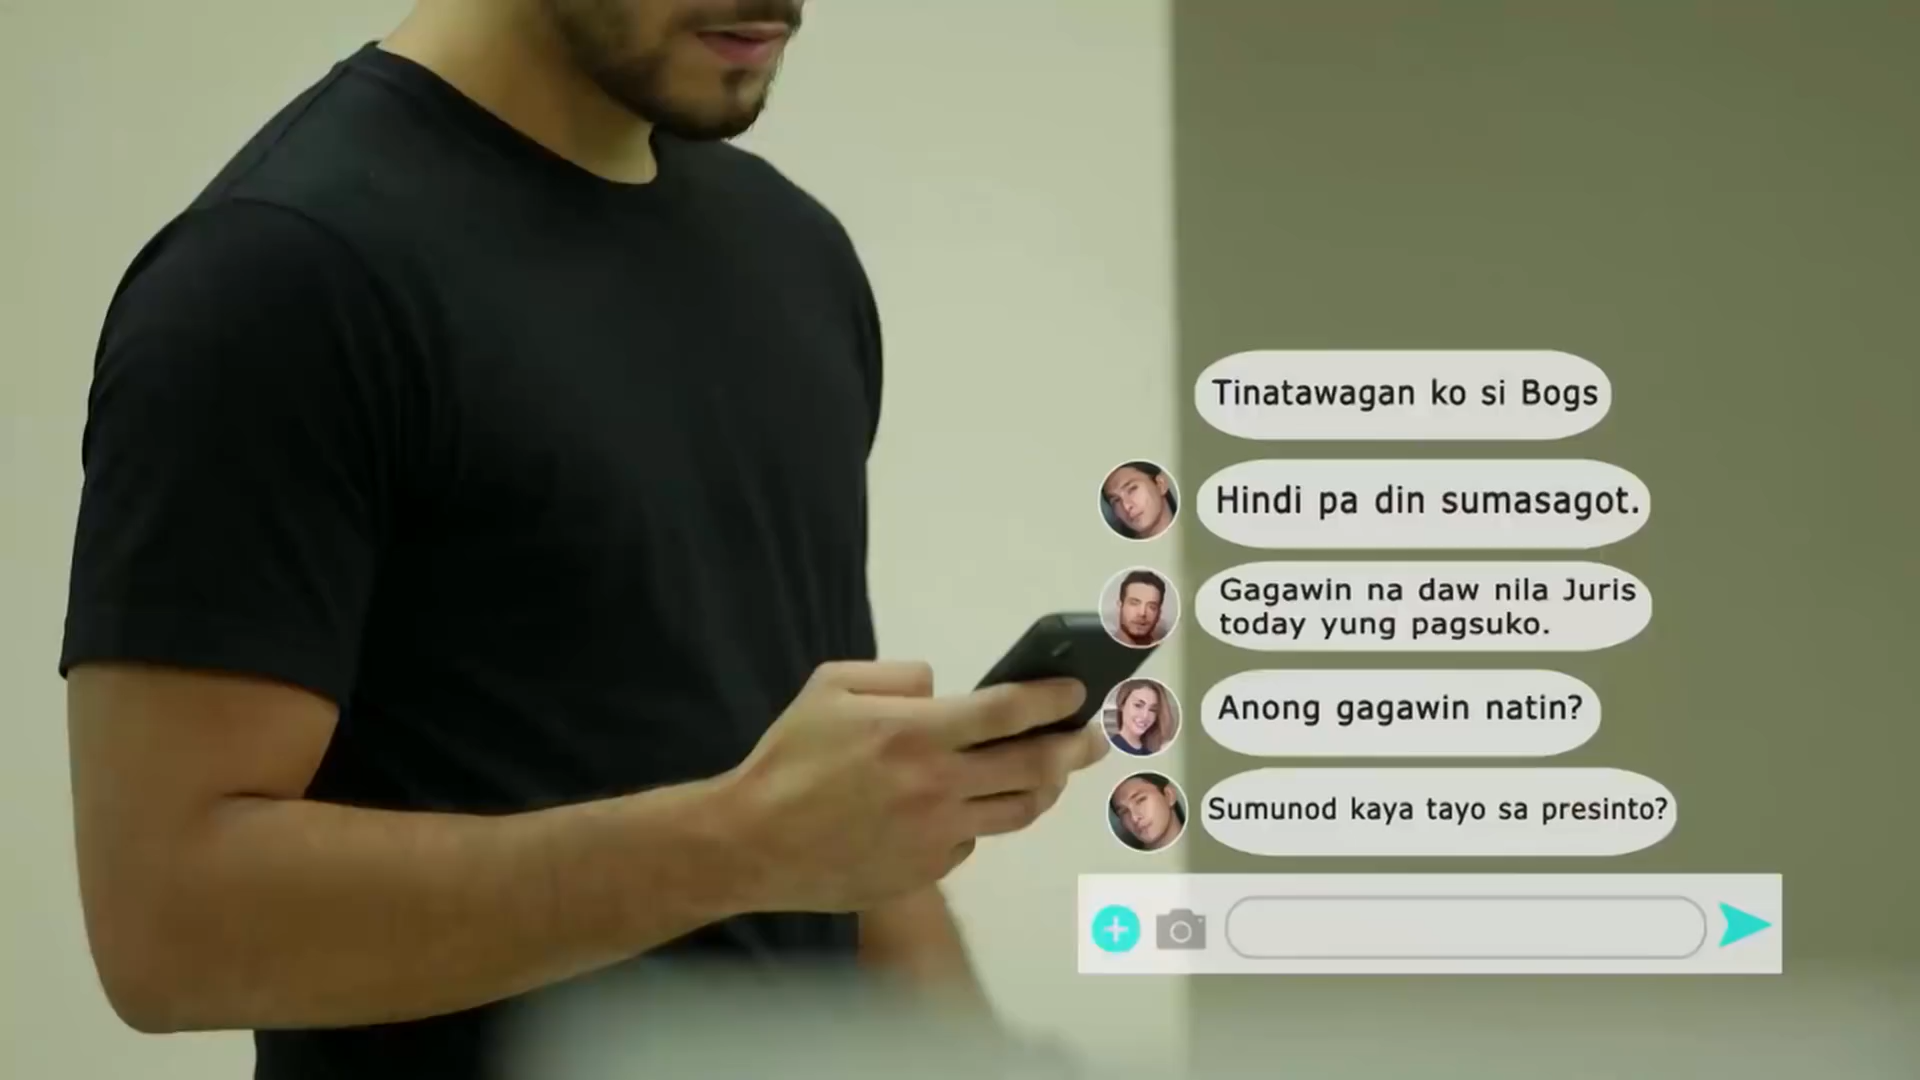 Tinatawagan ko si Bogs
Hindi pa din sumasagot.
Gagawin na daw nila Juris
today yung pagsuko.
Anong gagawin natin?
Sumunod kaya tayo sa presinto?